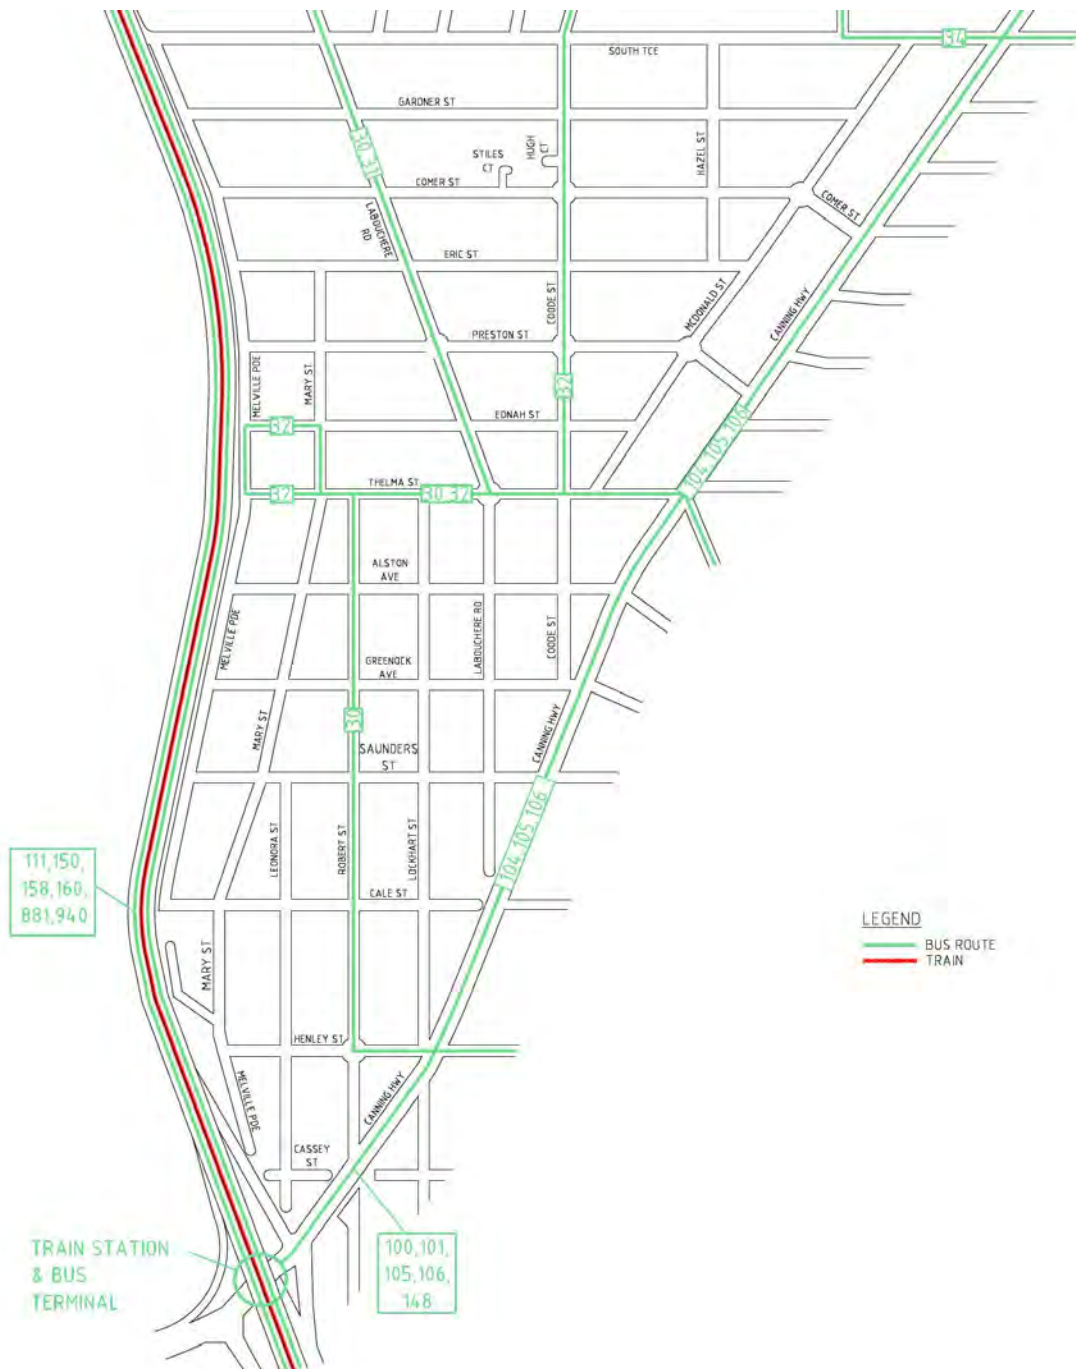 34
SOUTH TCE
GARDNER ST
30,31
STILES
CT
HUGH
CT
HAZEL ST
COMER ST
COMER ST
LABOUCHERE
RD
ERIC ST
COODE ST
MCDONALD ST
CANNING HWY
PRESTON ST
MELVILLE PDE
MARY ST
32
32
EDNAH ST
104,105,106
THELMA ST
32
30,32
ALSTON
AVE
MELVILLE PDE
LABOUCHERE RD
COODE ST
GREENOCK
AVE
MARY ST
30
CANNING HWY
SAUNDERS
ST
104,105,106
LEONORA ST
ROBERT ST
LOCKHART ST
111,150,
158,160,
881,940
CALE ST
LEGEND
BUS ROUTE
TRAIN
MARY ST
HENLEY ST
MELVILLE PDE
CANNING HWY
CASSEY
ST
TRAIN STATION
& BUS
TERMINAL
100,101,
105,106,
148